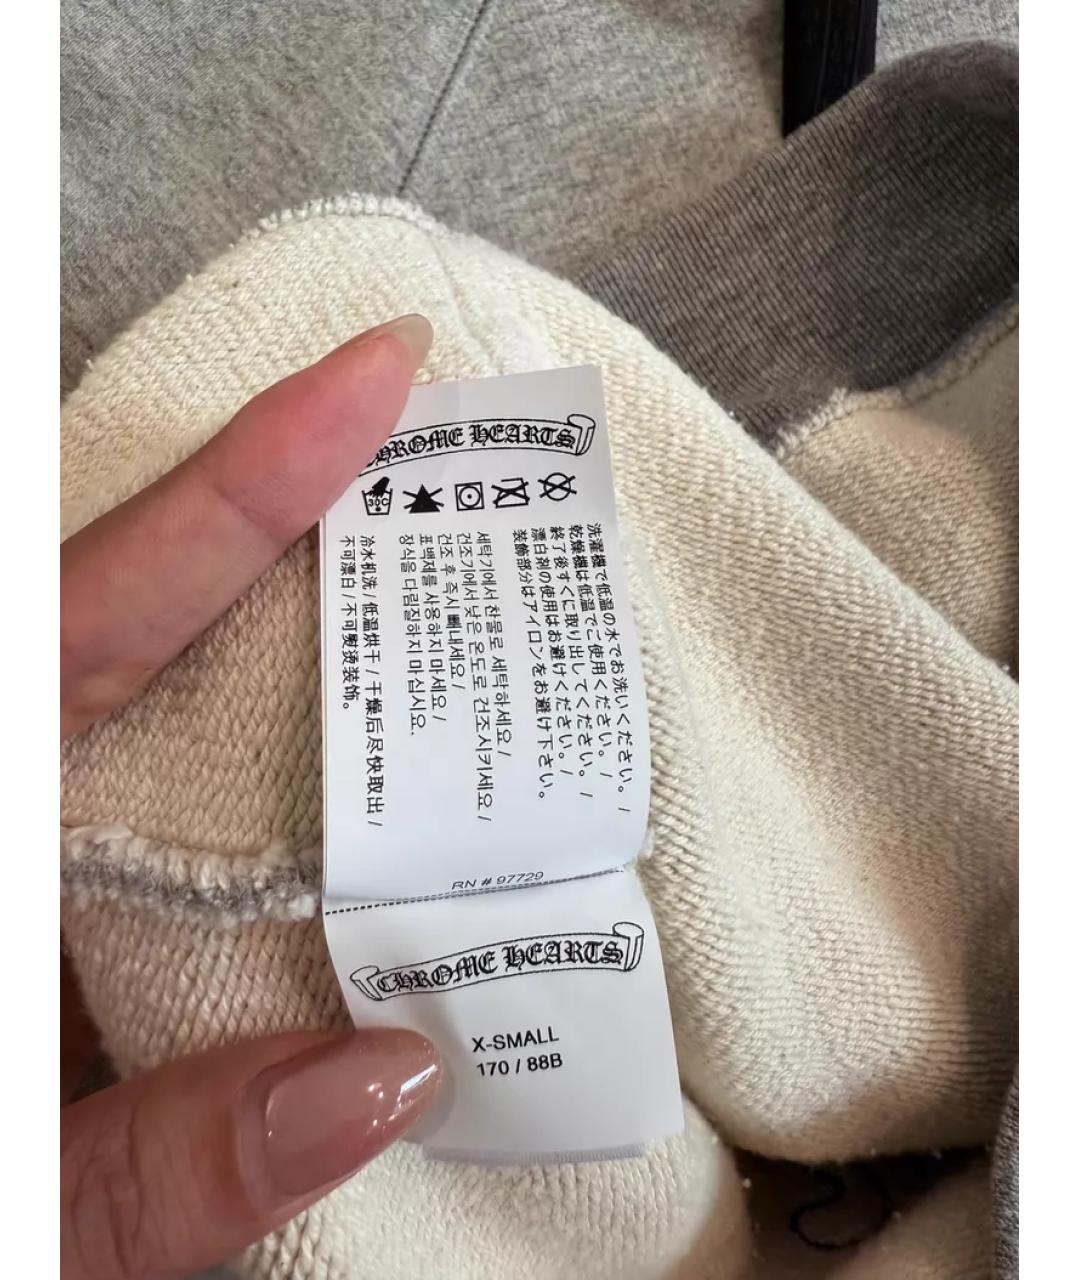 CHROME HEARTS
30C
洗濯機で低温の水でお洗いください。/
乾燥機は低温でご使用ください。/
終了後すぐに取り出してください。/
漂白剤の使用はお避けください。/
装飾部分はアイロンをお避け下さい。
세탁기에서 찬물로 세탁하세요 /
건조기에서 낮은 온도로 건조시키세요 /
건조 후 즉시 빼내세요 /
표백제를 사용하지 마세요 /
장식을 다림질하지 마십시요.
冷水机洗 / 低温烘干 / 干燥后尽快取出 /
不可漂白 / 不可熨烫装饰。
RN # 97729
CHROME HEARTS
X-SMALL
170 / 88B